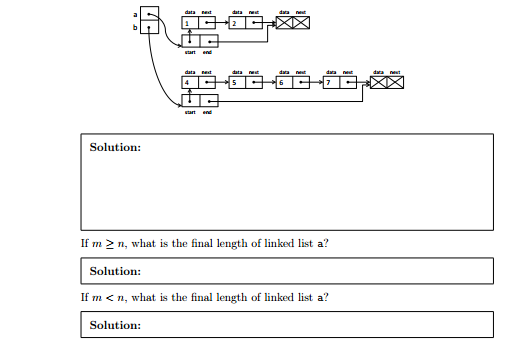 a
b
data next data next data next
1 2
start end
data next data next data next data next data next
4 5 6 7
start end
Solution:
If m ≥ n, what is the final length of linked list a?
Solution:
If m < n, what is the final length of linked list a?
Solution: